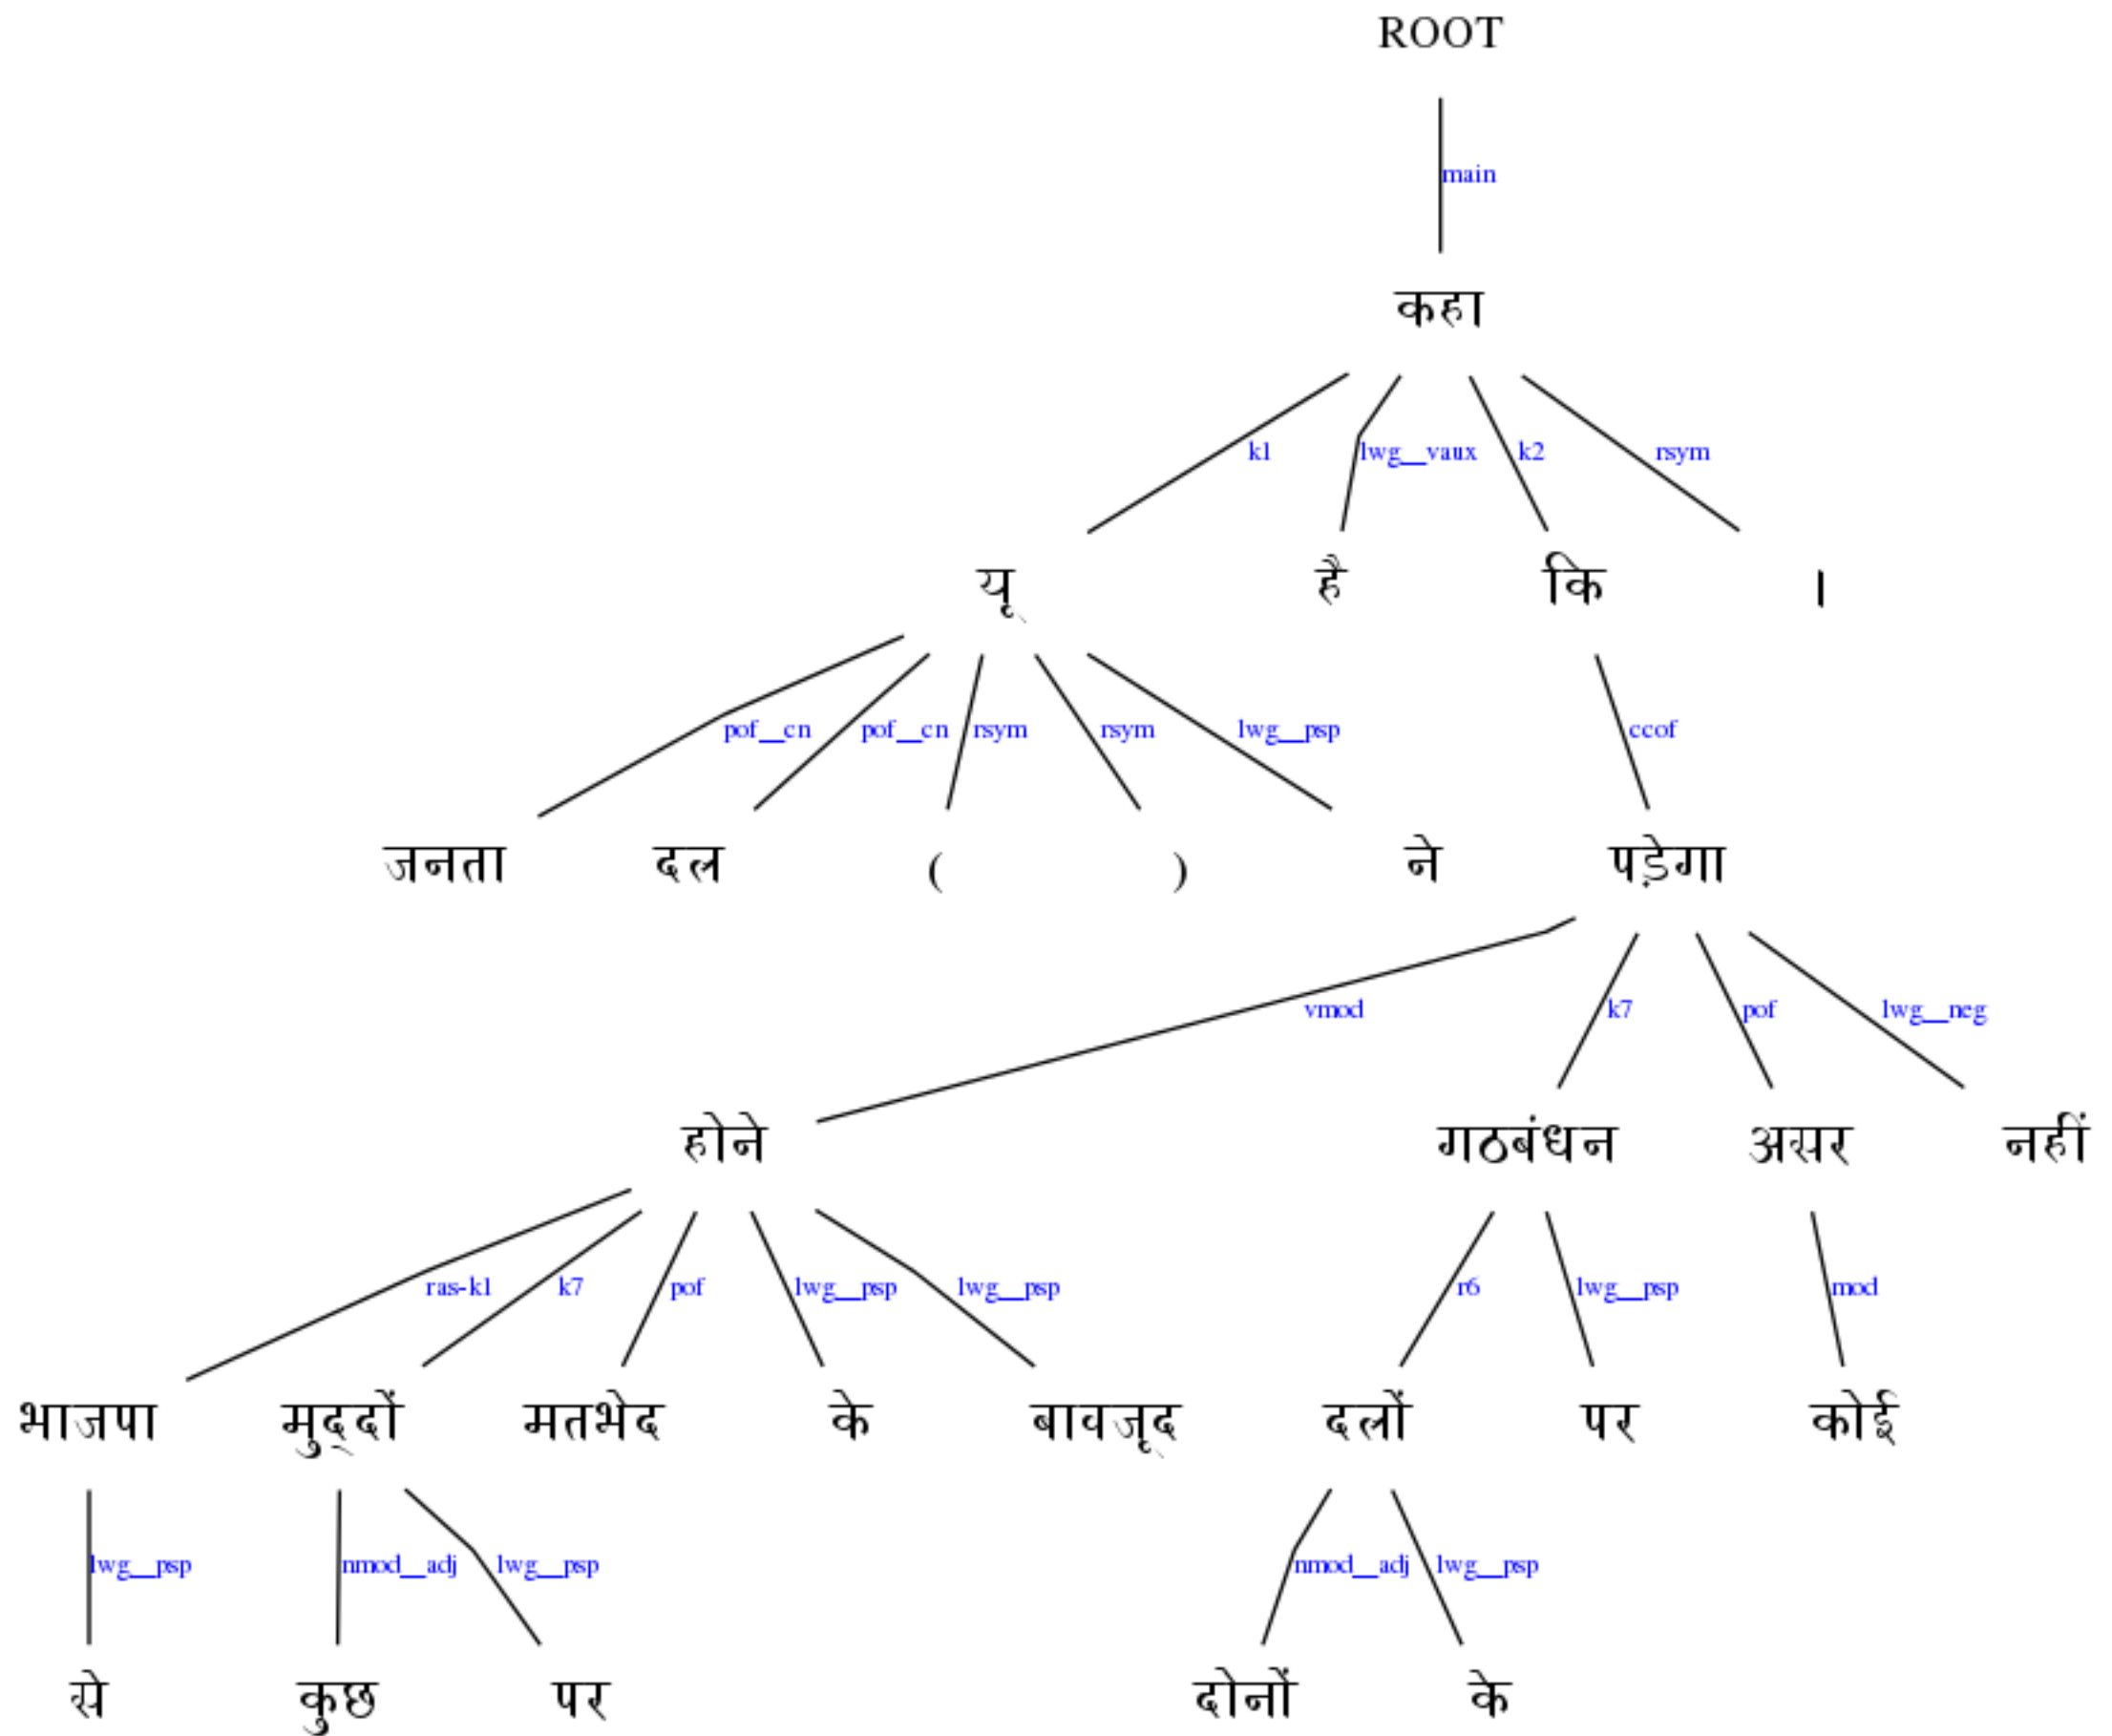 ROOT
main
कहा
k1 lwg__vaux k2 rsym
यू है कि ।
pof__cn pof__cn rsym rsym lwg__psp ccof
जनता दल ( ) ने पड़ेगा
vmod k7 pof lwg__neg
होने गठबंधन असर नहीं
ras-k1 k7 pof lwg__psp lwg__psp r6 lwg__psp mod
भाजपा मुद्दों मतभेद के बावजूद दलों पर कोई
lwg__psp nmod__adj lwg__psp nmod__adj lwg__psp
से कुछ पर दोनों के